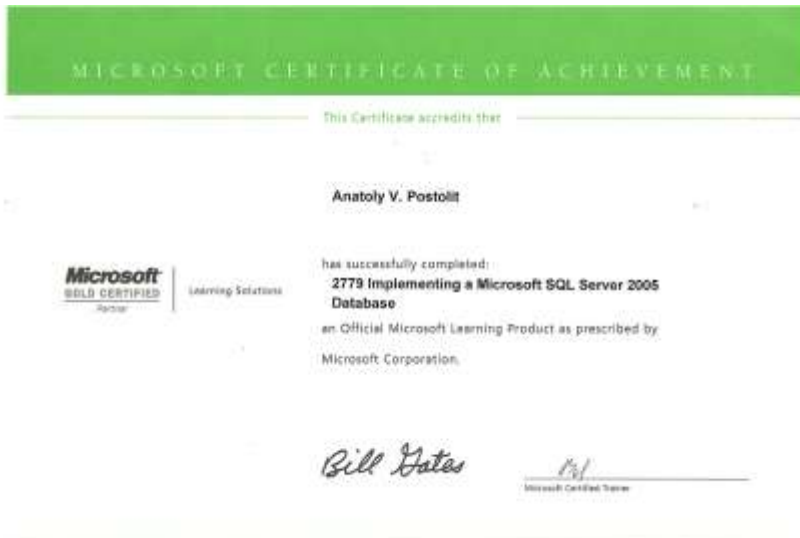 MICROSOFT CERTIFICATE OF ACHIEVEMENT
This Certificate accredits that
Anatoly V. Postolit
has successfully completed:
2779 Implementing a Microsoft SQL Server 2005
Database
an Official Microsoft Learning Product as prescribed by
Microsoft Corporation.
Microsoft
GOLD CERTIFIED
Partner
Learning Solutions
Bill Gates
Microsoft Certified Trainer